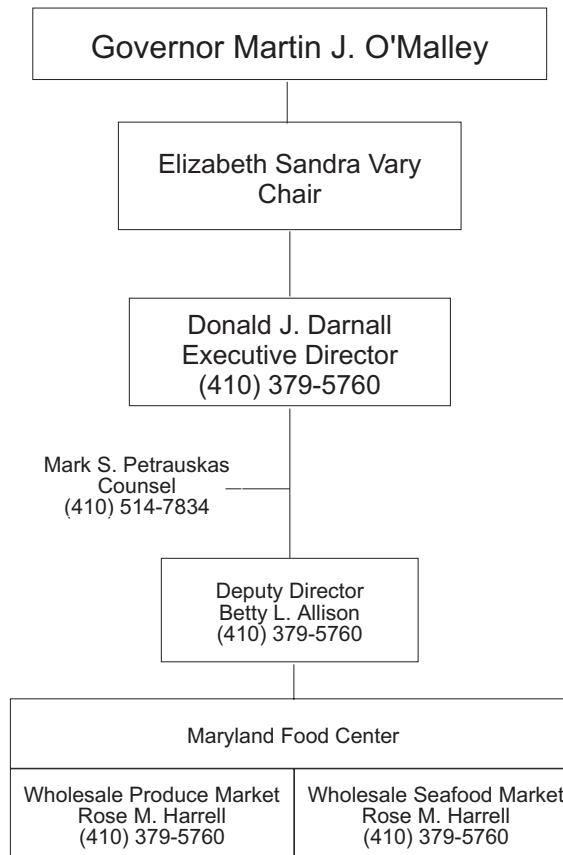 Governor Martin J. O'Malley
Elizabeth Sandra Vary
Chair
Donald J. Darnall
Executive Director
(410) 379-5760
Mark S. Petrauskas
Counsel
(410) 514-7834
Deputy Director
Betty L. Allison
(410) 379-5760
Maryland Food Center
Wholesale Produce Market
Rose M. Harrell
(410) 379-5760
Wholesale Seafood Market
Rose M. Harrell
(410) 379-5760